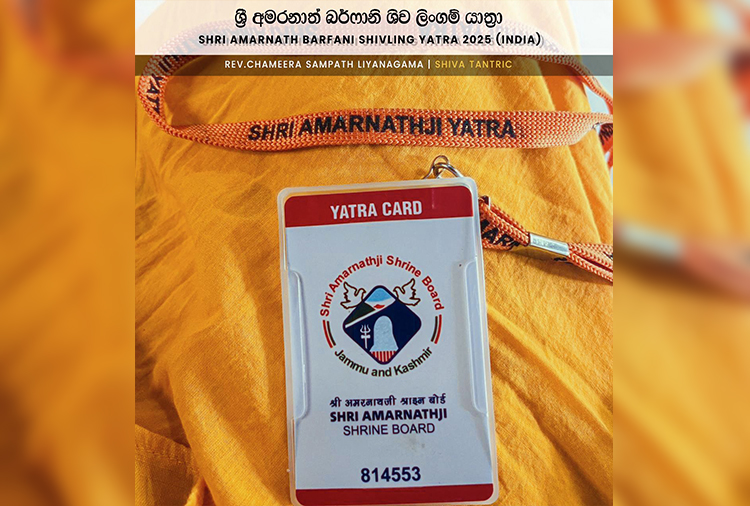 ශ්‍රී අමරනාත් බර්ෆානි ශිව ලිංගම් යාත්‍රා
SHRI AMARNATH BARFANI SHIVLING YATRA 2025 (INDIA)
REV.CHAMEERA SAMPATH LIYANAGAMA | SHIVA TANTRIC
SHRI AMARNATHJI YATRA
YATRA CARD
Shri Amarnathji Shrine Board
Jammu and Kashmir
श्री अमरनाथजी श्राइन बोर्ड
SHRI AMARNATHJI
SHRINE BOARD
814553